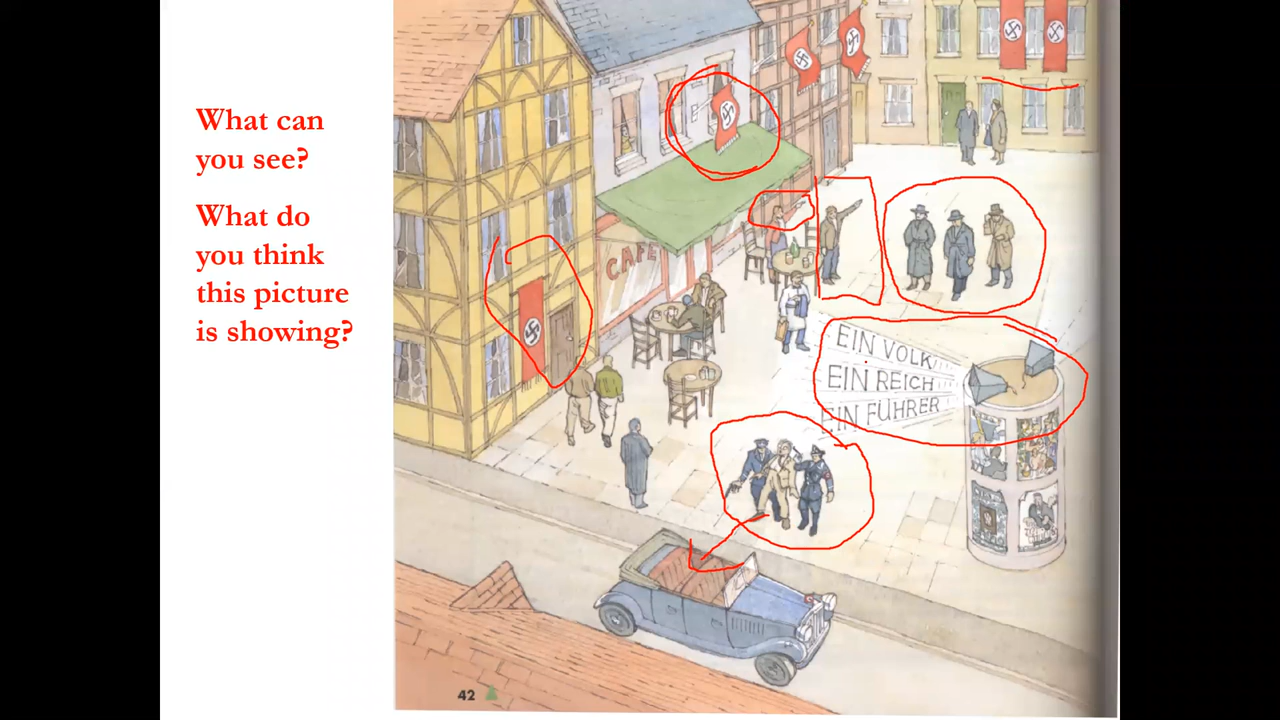 What can
you see?
What do
you think
this picture
is showing?
CAFE
EIN VOLK
EIN REICH
EIN FÜHRER
42